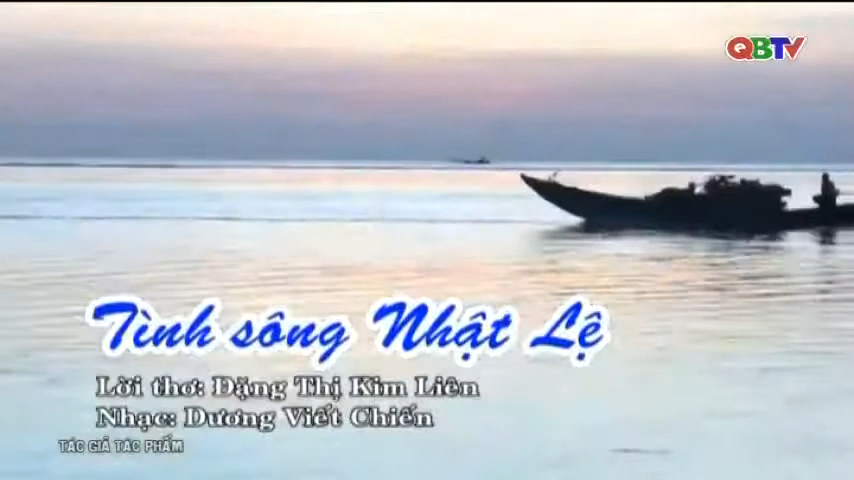 QBTV
Tình sông Nhật Lệ
Lời thơ: Đặng Thị Kim Liên
Nhạc: Dương Viết Chiến
TÁC GIẢ TÁC PHẨM